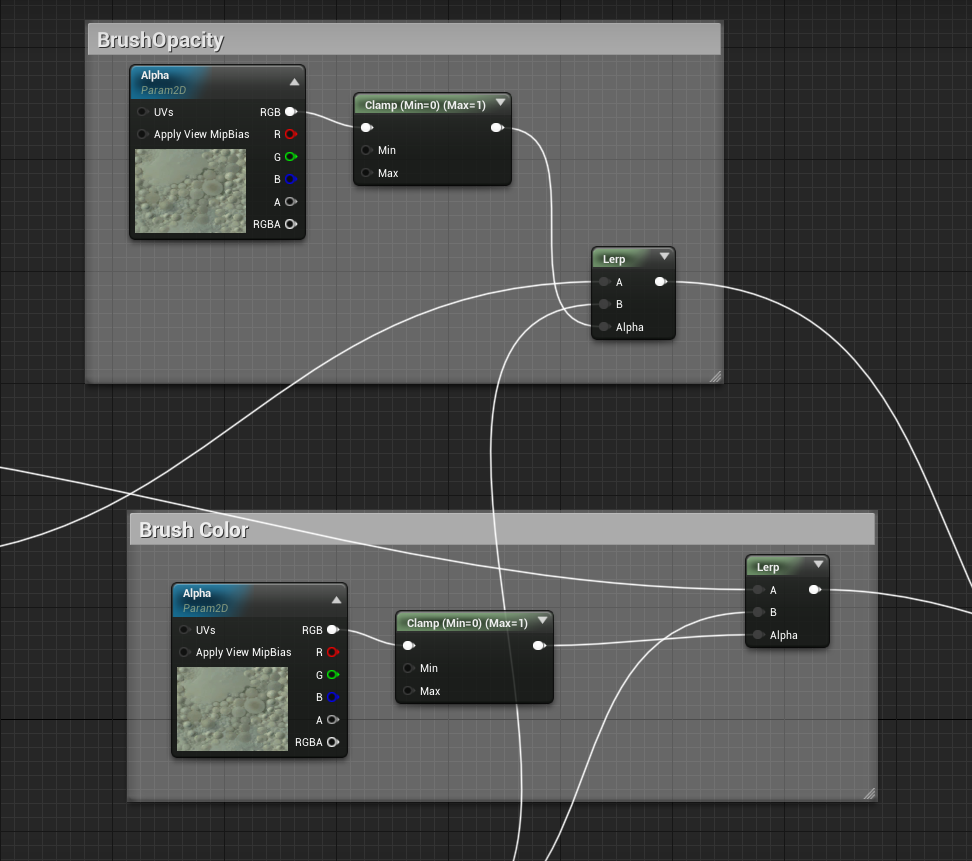 BrushOpacity
Alpha
Param2D
UVs
RGB
Apply View MipBias
R
G
B
A
RGBA
Clamp (Min=0) (Max=1)
Min
Max
Lerp
A
B
Alpha
Brush Color
Alpha
Param2D
UVs
RGB
Apply View MipBias
R
G
B
A
RGBA
Clamp (Min=0) (Max=1)
Min
Max
Lerp
A
B
Alpha